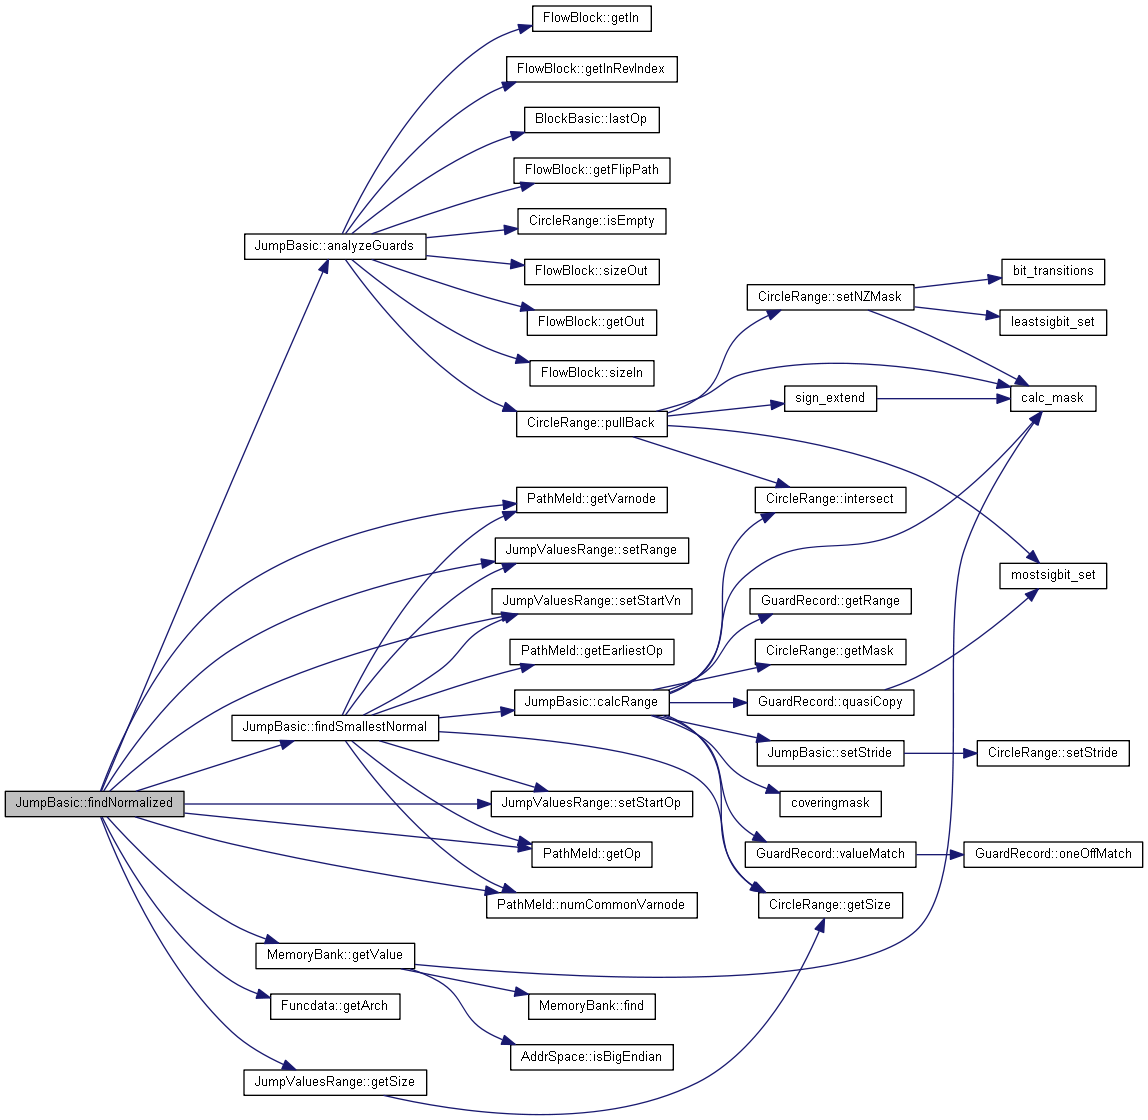 FlowBlock::getIn
FlowBlock::getInRevIndex
BlockBasic::lastOp
FlowBlock::getFlipPath
CircleRange::isEmpty
JumpBasic::analyzeGuards
FlowBlock::sizeOut
bit_transitions
CircleRange::setNZMask
FlowBlock::getOut
leastsigbit_set
FlowBlock::sizeIn
sign_extend
calc_mask
CircleRange::pullBack
PathMeld::getVarnode
CircleRange::intersect
JumpValuesRange::setRange
mostsigbit_set
JumpValuesRange::setStartVn
GuardRecord::getRange
PathMeld::getEarliestOp
CircleRange::getMask
JumpBasic::calcRange
GuardRecord::quasiCopy
JumpBasic::findSmallestNormal
JumpBasic::setStride
CircleRange::setStride
JumpBasic::findNormalized
JumpValuesRange::setStartOp
coveringmask
PathMeld::getOp
GuardRecord::valueMatch
GuardRecord::oneOffMatch
PathMeld::numCommonVarnode
CircleRange::getSize
MemoryBank::getValue
Funcdata::getArch
MemoryBank::find
AddrSpace::isBigEndian
JumpValuesRange::getSize